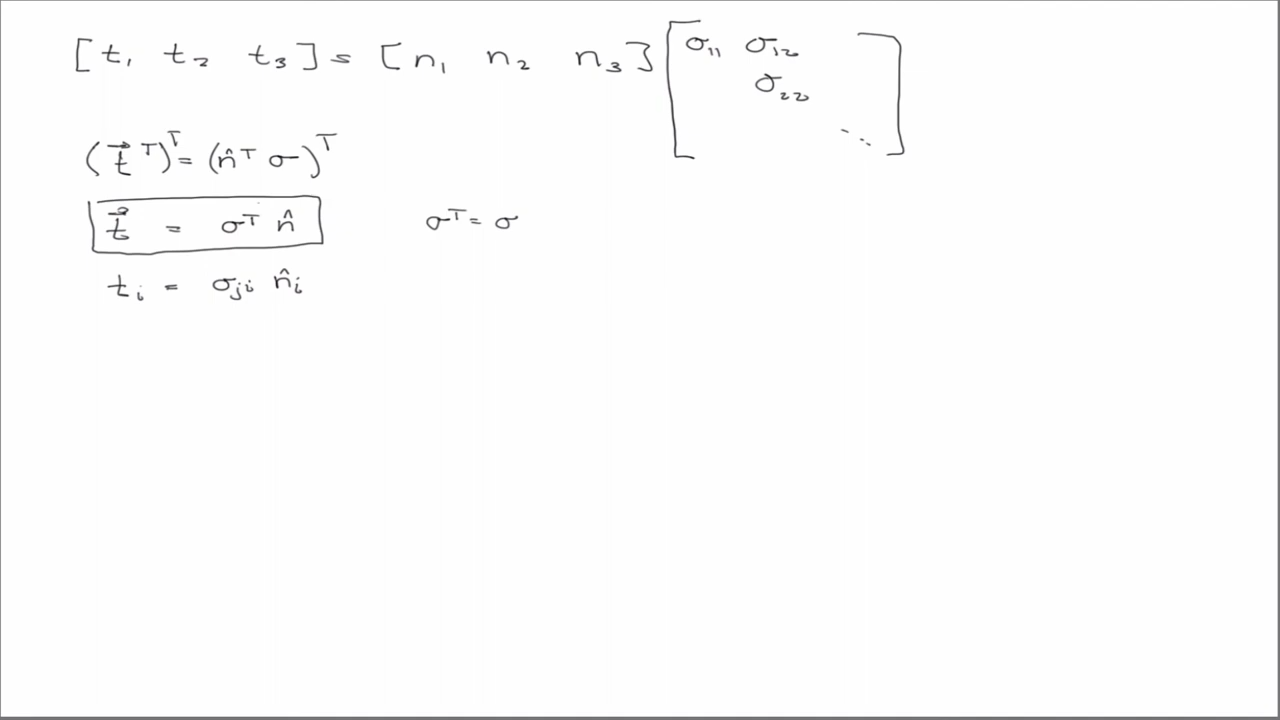 [t₁ t₂ t₃] = [n₁ n₂ n₃] [σ₁₁ σ₁₂
σ₂₂
⋱ ]
(t⃗ᵀ)ᵀ = (n̂ᵀ σ)ᵀ
t⃗ = σᵀ n̂ σᵀ = σ
tᵢ = σⱼᵢ n̂ᵢ